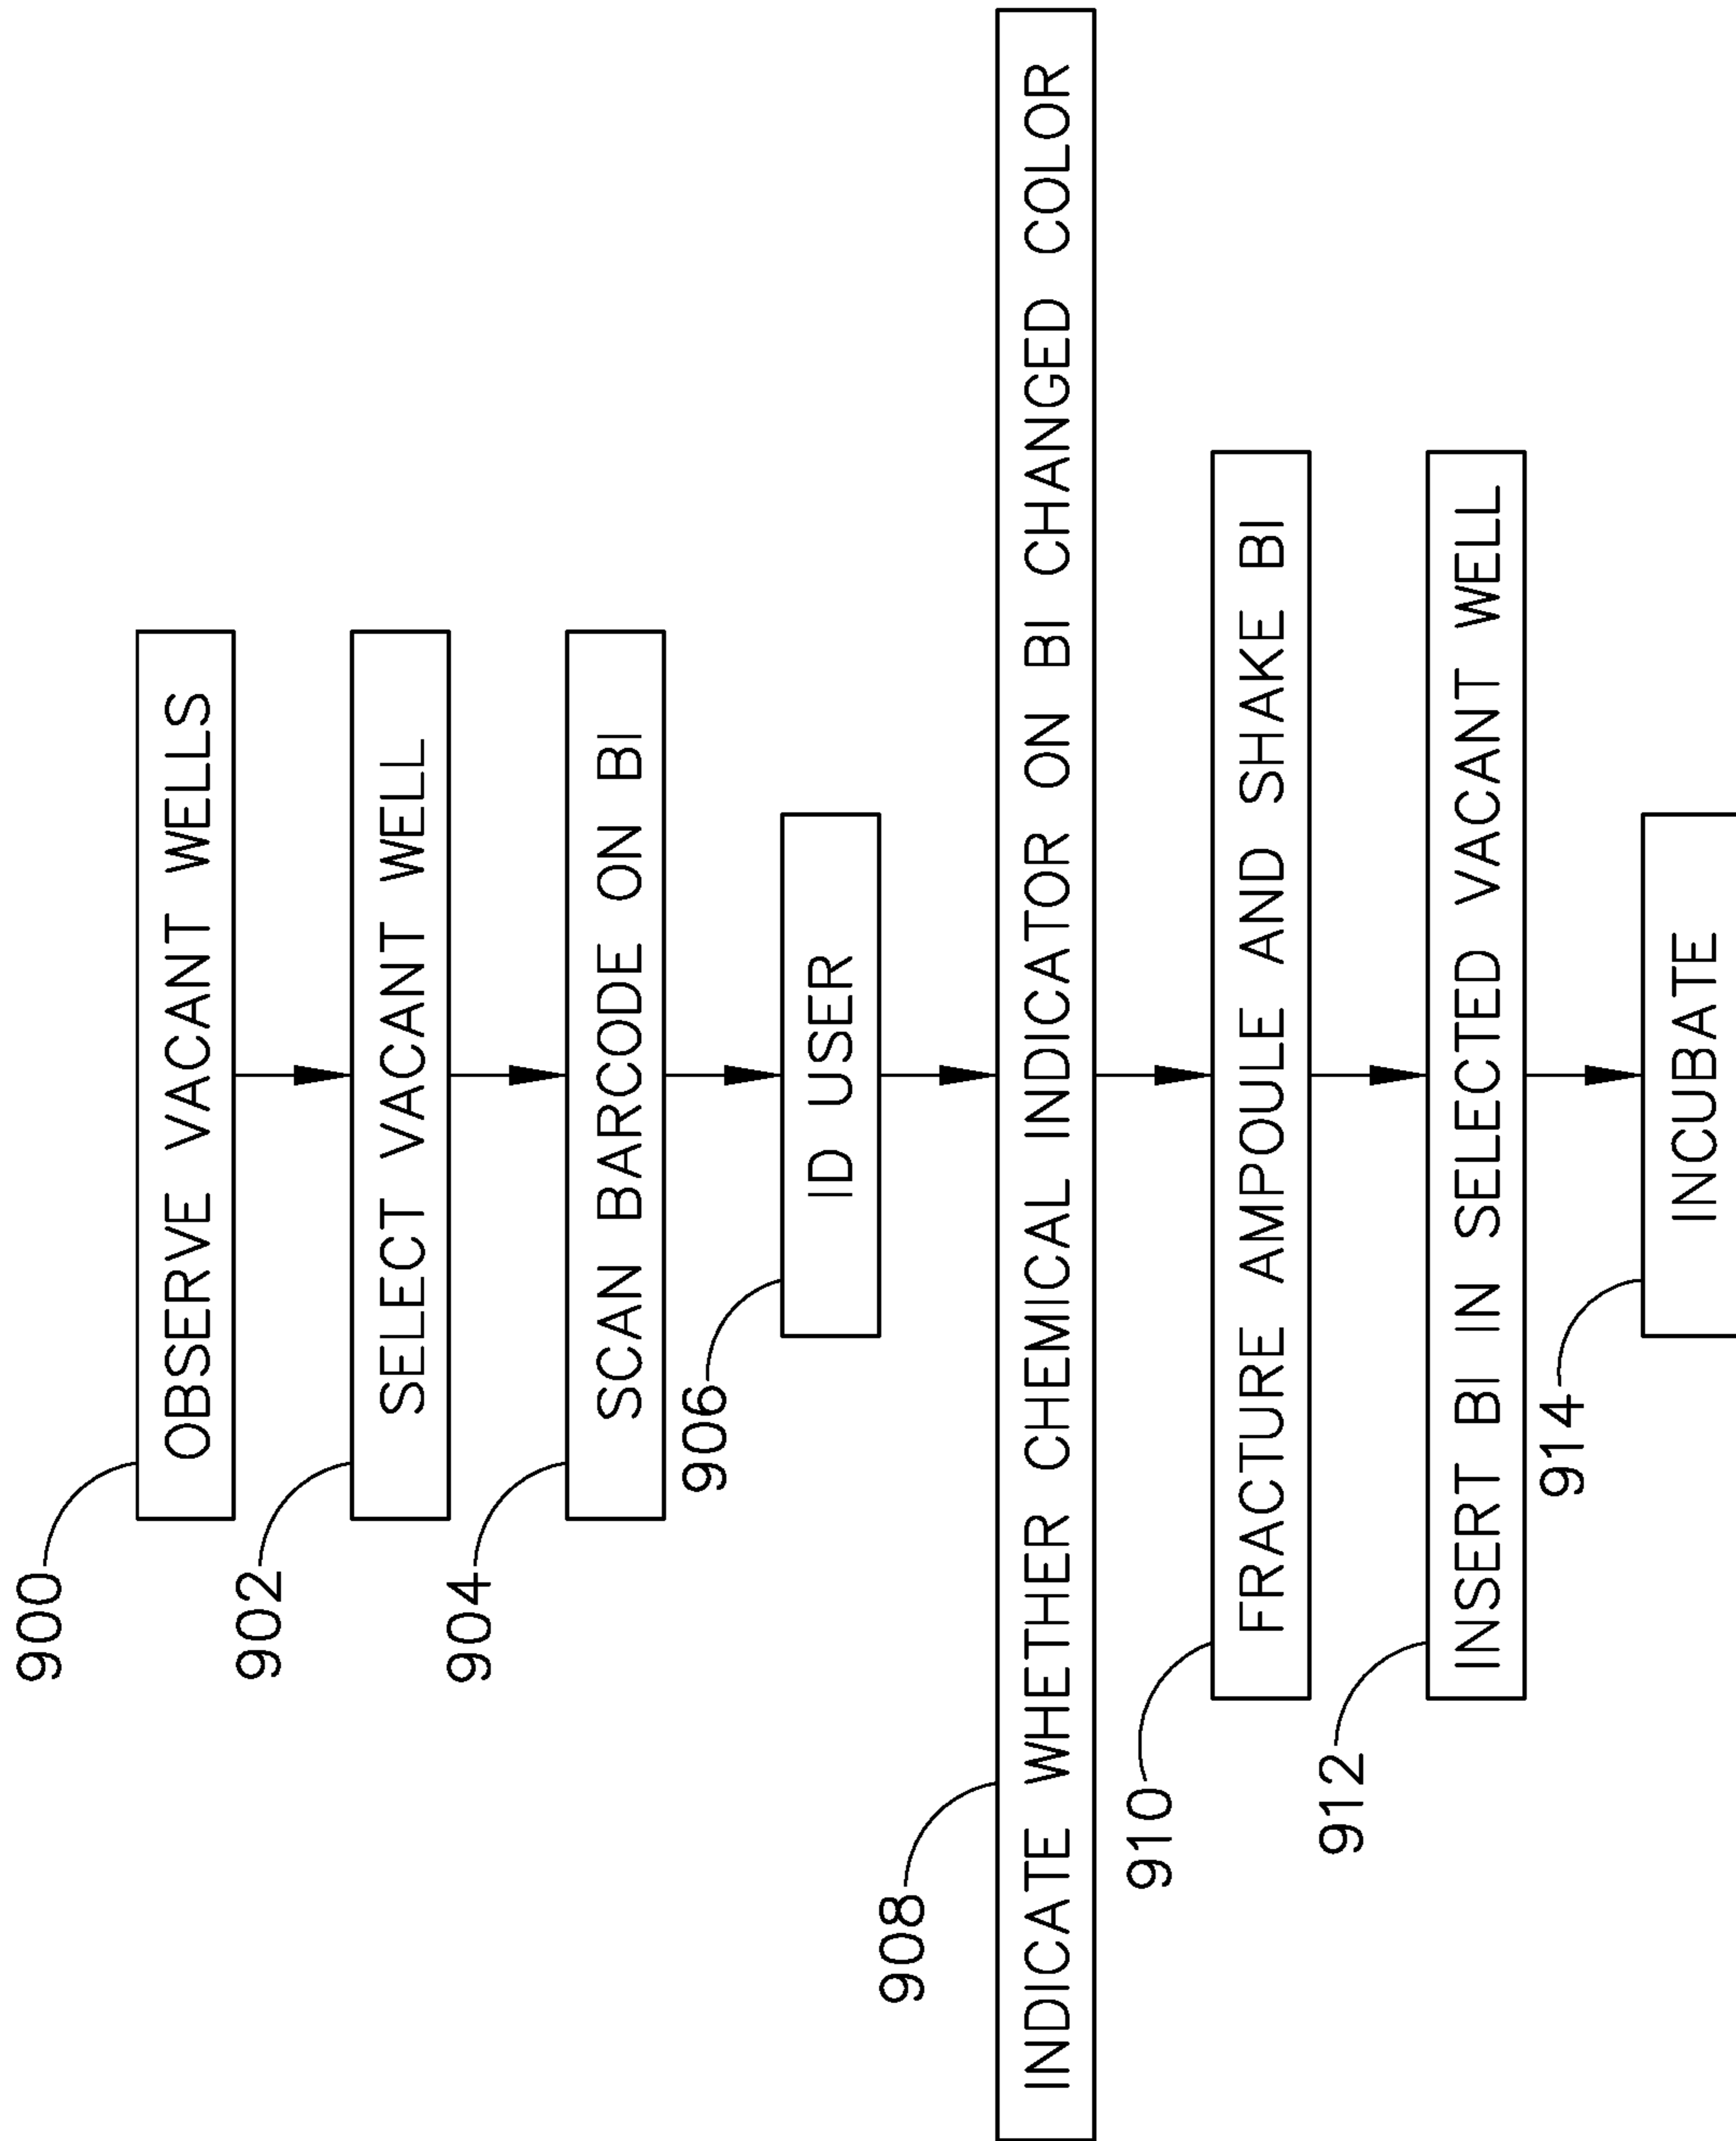 900
OBSERVE VACANT WELLS
902
SELECT VACANT WELL
904
SCAN BARCODE ON BI
906
ID USER
908
INDICATE WHETHER CHEMICAL INDICATOR ON BI CHANGED COLOR
910
FRACTURE AMPOULE AND SHAKE BI
912
INSERT BI IN SELECTED VACANT WELL
914
INCUBATE